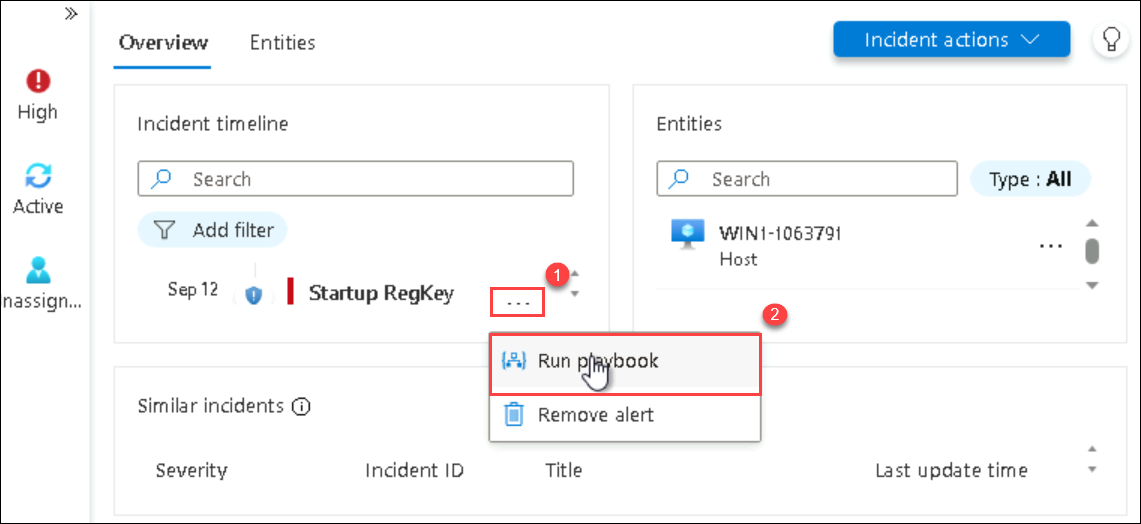 Overview Entities Incident actions
High
Active
nassign...
Incident timeline
Search
Add filter
Sep 12 Startup RegKey ... 1
Entities
Search Type : All
WIN1-1063791 ...
Host
2
Run playbook
Remove alert
Similar incidents
Severity Incident ID Title Last update time